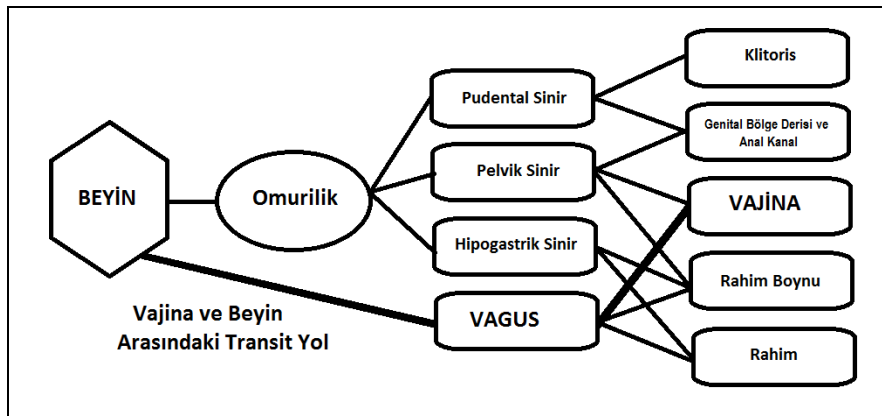 BEYİN
Omurilik
Pudental Sinir
Pelvik Sinir
Hipogastrik Sinir
VAGUS
Klitoris
Genital Bölge Derisi ve
Anal Kanal
VAJİNA
Rahim Boynu
Rahim
Vajina ve Beyin
Arasındaki Transit Yol